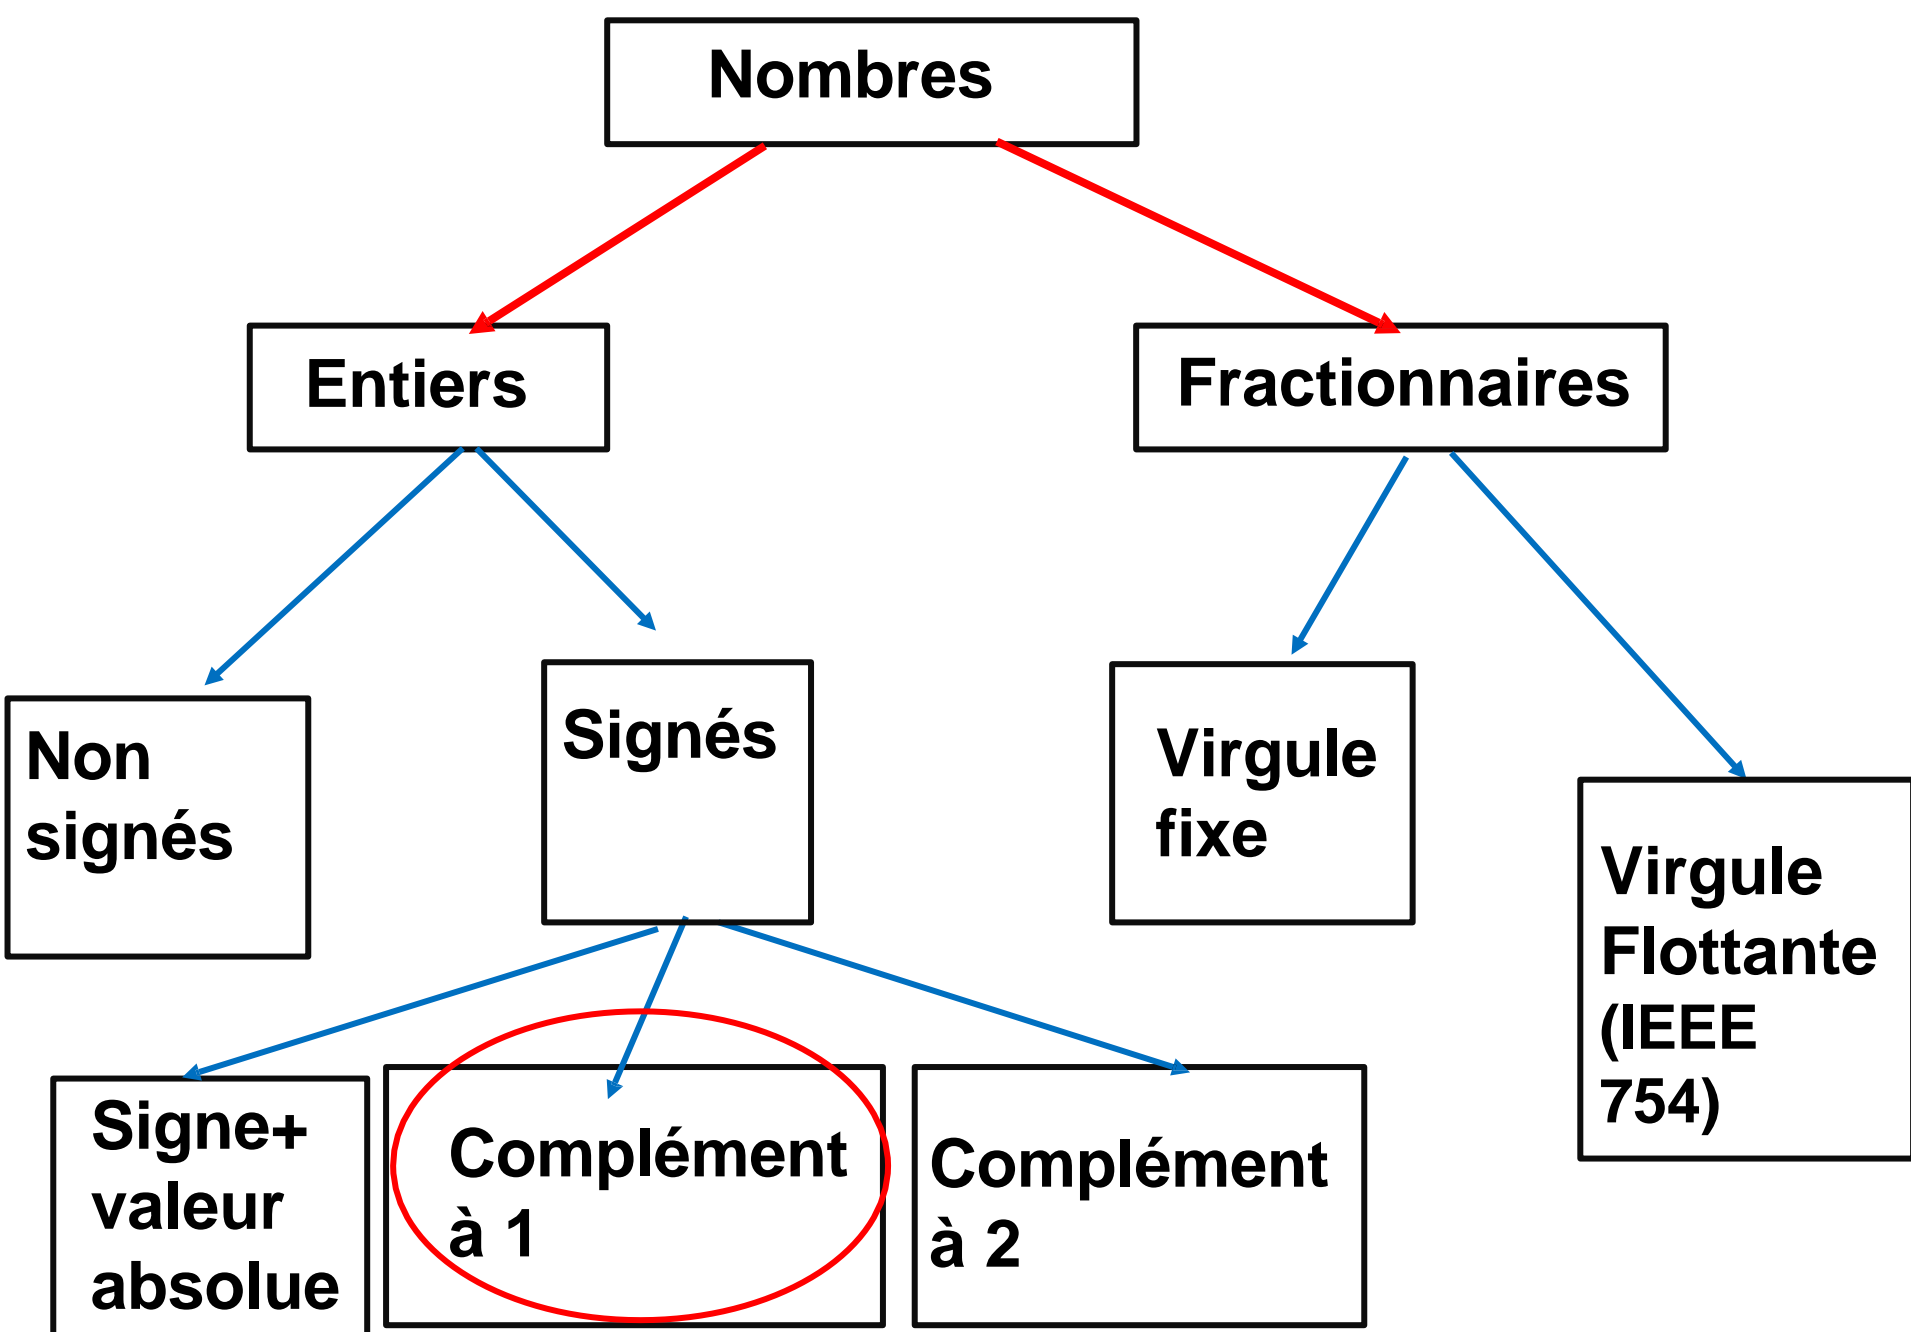 Nombres
Entiers
Fractionnaires
Non
signés
Signés
Virgule
fixe
Virgule
Flottante
(IEEE
754)
Signe+
valeur
absolue
Complément
à 1
Complément
à 2